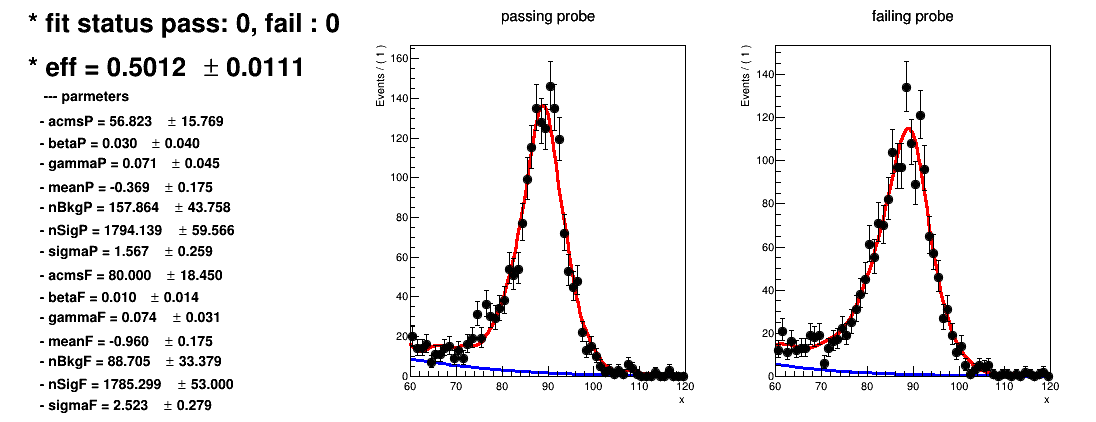 * fit status pass: 0, fail : 0
* eff = 0.5012 ± 0.0111
--- parmeters
- acmsP = 56.823 ± 15.769
- betaP = 0.030 ± 0.040
- gammaP = 0.071 ± 0.045
- meanP = -0.369 ± 0.175
- nBkgP = 157.864 ± 43.758
- nSigP = 1794.139 ± 59.566
- sigmaP = 1.567 ± 0.259
- acmsF = 80.000 ± 18.450
- betaF = 0.010 ± 0.014
- gammaF = 0.074 ± 0.031
- meanF = -0.960 ± 0.175
- nBkgF = 88.705 ± 33.379
- nSigF = 1785.299 ± 53.000
- sigmaF = 2.523 ± 0.279
passing probe
Events / ( 1 )
160
140
120
100
80
60
40
20
0
60 70 80 90 100 110 120
x
failing probe
Events / ( 1 )
140
120
100
80
60
40
20
0
60 70 80 90 100 110 120
x